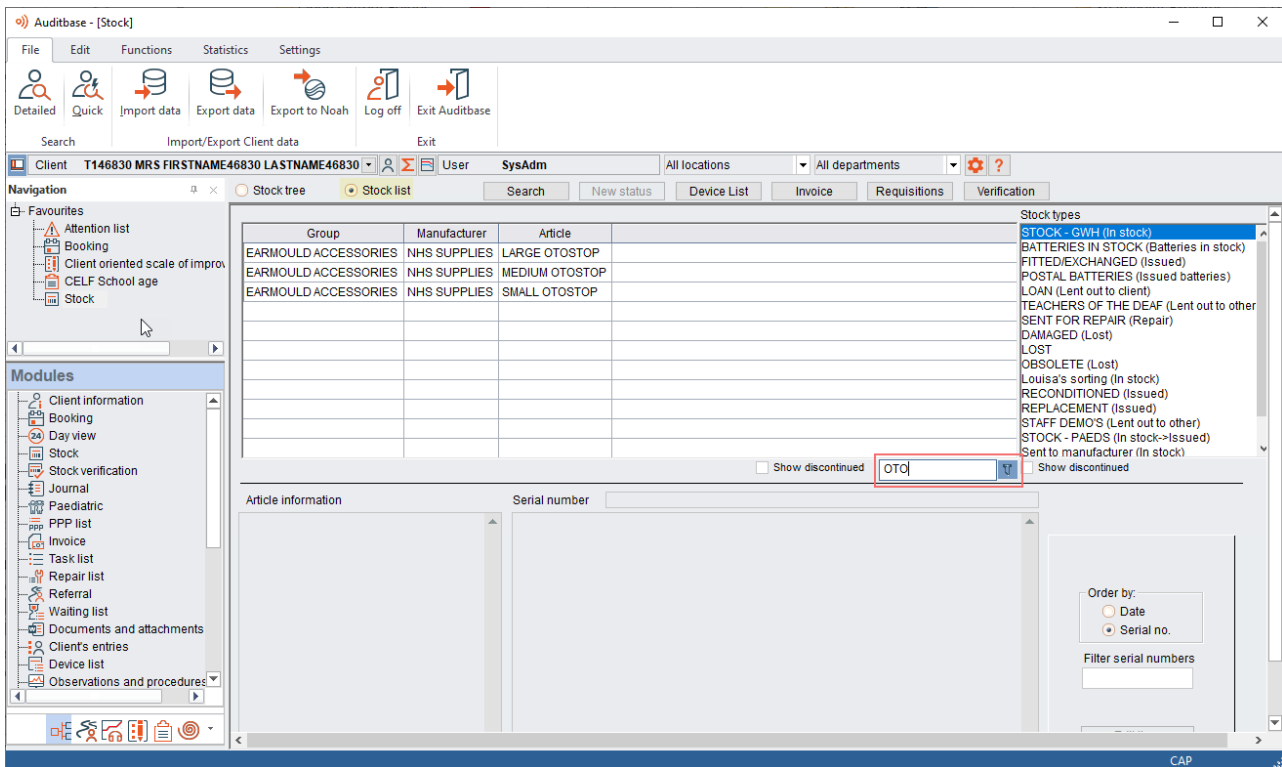 Auditbase - [Stock]
File Edit Functions Statistics Settings
Detailed Quick Import data Export data Export to Noah Log off Exit Auditbase
Search Import/Export Client data Exit
Client T146830 MRS FIRSTNAME46830 LASTNAME46830 User SysAdm All locations All departments ?
Navigation Stock tree Stock list Search New status Device List Invoice Requisitions Verification
Favourites
Attention list
Booking
Client oriented scale of improv
CELF School age
Stock
Modules
Client information
Booking
24 Day view
Stock
Stock verification
Journal
Paediatric
PPP PPP list
Invoice
Task list
Repair list
Referral
Waiting list
Documents and attachments
Client's entries
Device list
Observations and procedures
Group Manufacturer Article
EARMOULD ACCESSORIES NHS SUPPLIES LARGE OTOSTOP
EARMOULD ACCESSORIES NHS SUPPLIES MEDIUM OTOSTOP
EARMOULD ACCESSORIES NHS SUPPLIES SMALL OTOSTOP
Stock types
STOCK - GWH (In stock)
BATTERIES IN STOCK (Batteries in stock)
FITTED/EXCHANGED (Issued)
POSTAL BATTERIES (Issued batteries)
LOAN (Lent out to client)
TEACHERS OF THE DEAF (Lent out to other
SENT FOR REPAIR (Repair)
DAMAGED (Lost)
LOST
OBSOLETE (Lost)
Louisa's sorting (In stock)
RECONDITIONED (Issued)
REPLACEMENT (Issued)
STAFF DEMO'S (Lent out to other)
STOCK - PAEDS (In stock->Issued)
Sent to manufacturer (In stock)
Show discontinued OTO Show discontinued
Article information Serial number
Order by:
Date
Serial no.
Filter serial numbers
CAP